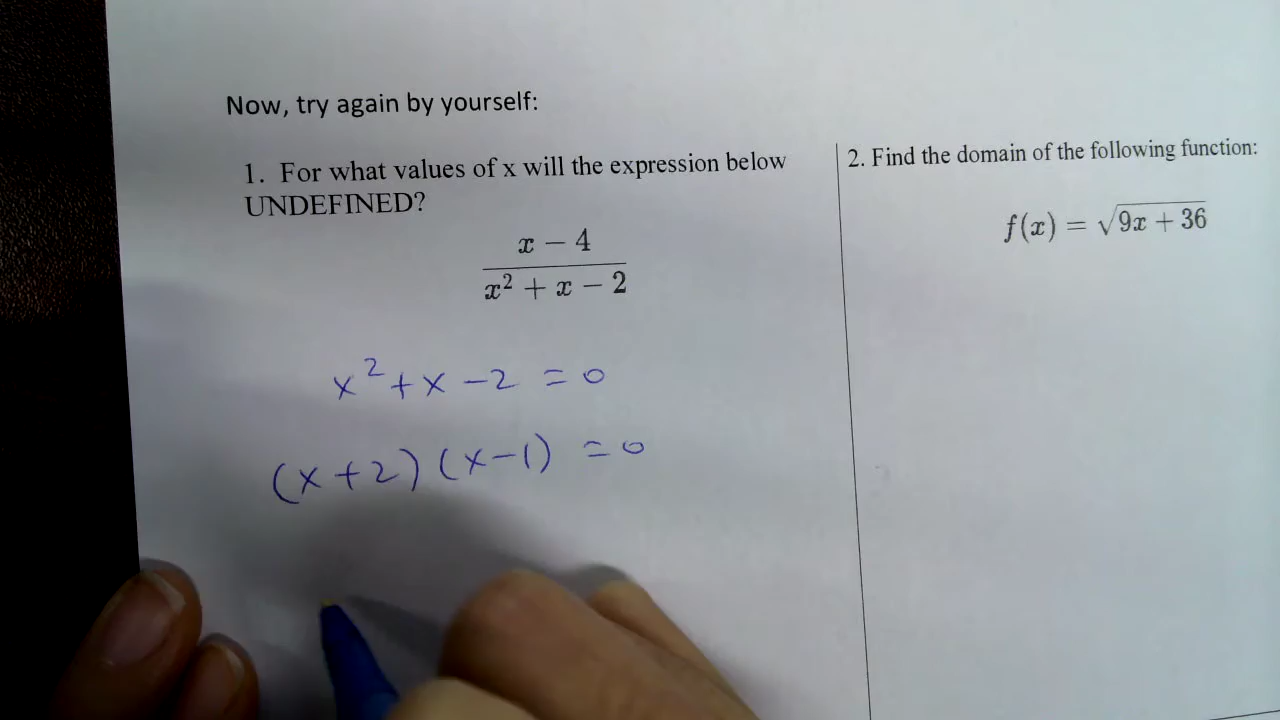 Now, try again by yourself:
1. For what values of x will the expression below
UNDEFINED?
x − 4
x² + x − 2
x² + x − 2 = 0
(x + 2) (x − 1) = 0
2. Find the domain of the following function:
f(x) = √9x + 36